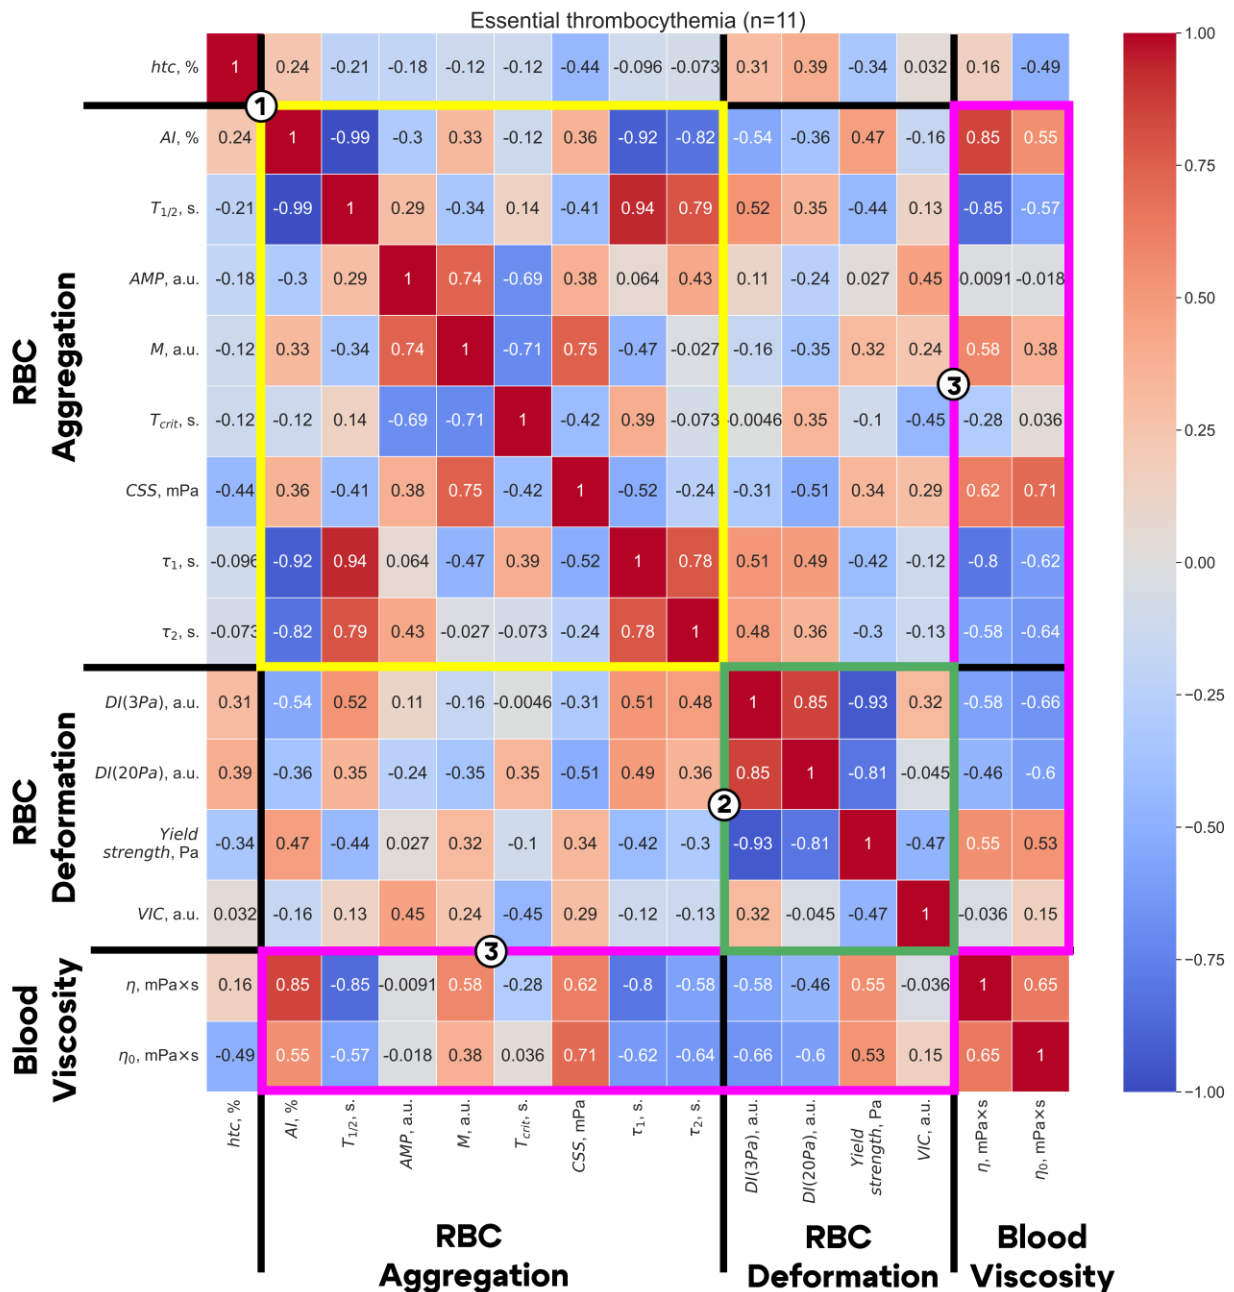 Essential thrombocythemia (n=11)
htc, % 1 0.24 -0.21 -0.18 -0.12 -0.12 -0.44 -0.096 -0.073 0.31 0.39 -0.34 0.032 0.16 -0.49
1
AI, % 0.24 1 -0.99 -0.3 0.33 -0.12 0.36 -0.92 -0.82 -0.54 -0.36 0.47 -0.16 0.85 0.55
T1/2, s. -0.21 -0.99 1 0.29 -0.34 0.14 -0.41 0.94 0.79 0.52 0.35 -0.44 0.13 -0.85 -0.57
AMP, a.u. -0.18 -0.3 0.29 1 0.74 -0.69 0.38 0.064 0.43 0.11 -0.24 0.027 0.45 -0.0091 -0.018
M, a.u. -0.12 0.33 -0.34 0.74 1 -0.71 0.75 -0.47 -0.027 -0.16 -0.35 0.32 0.24 0.58 0.38
3
Tcrit, s. -0.12 -0.12 0.14 -0.69 -0.71 1 -0.42 0.39 -0.073 -0.0046 0.35 -0.1 -0.45 -0.28 0.036
CSS, mPa -0.44 0.36 -0.41 0.38 0.75 -0.42 1 -0.52 -0.24 -0.31 -0.51 0.34 0.29 0.62 0.71
τ1, s. -0.096 -0.92 0.94 0.064 -0.47 0.39 -0.52 1 0.78 0.51 0.49 -0.42 -0.12 -0.8 -0.62
τ2, s. -0.073 -0.82 0.79 0.43 -0.027 -0.073 -0.24 0.78 1 0.48 0.36 -0.3 -0.13 -0.58 -0.64
DI(3Pa), a.u. 0.31 -0.54 0.52 0.11 -0.16 -0.0046 -0.31 0.51 0.48 1 0.85 -0.93 0.32 -0.58 -0.66
DI(20Pa), a.u. 0.39 -0.36 0.35 -0.24 -0.35 0.35 -0.51 0.49 0.36 0.85 1 -0.81 -0.045 -0.46 -0.6
2
Yield
strength, Pa -0.34 0.47 -0.44 0.027 0.32 -0.1 0.34 -0.42 -0.3 -0.93 -0.81 1 -0.47 0.55 0.53
VIC, a.u. 0.032 -0.16 0.13 0.45 0.24 -0.45 0.29 -0.12 -0.13 0.32 -0.045 -0.47 1 -0.036 0.15
3
η, mPa×s 0.16 0.85 -0.85 -0.0091 0.58 -0.28 0.62 -0.8 -0.58 -0.58 -0.46 0.55 -0.036 1 0.65
η0, mPa×s -0.49 0.55 -0.57 -0.018 0.38 0.036 0.71 -0.62 -0.64 -0.66 -0.6 0.53 0.15 0.65 1
RBC
Aggregation
RBC
Deformation
Blood
Viscosity
htc, %
AI, %
T1/2, s.
AMP, a.u.
M, a.u.
Tcrit, s.
CSS, mPa
τ1, s.
τ2, s.
DI(3Pa), a.u.
DI(20Pa), a.u.
Yield
strength, Pa
VIC, a.u.
η, mPa×s
η0, mPa×s
RBC
Aggregation
RBC
Deformation
Blood
Viscosity
1.00
0.75
0.50
0.25
0.00
−0.25
−0.50
−0.75
−1.00